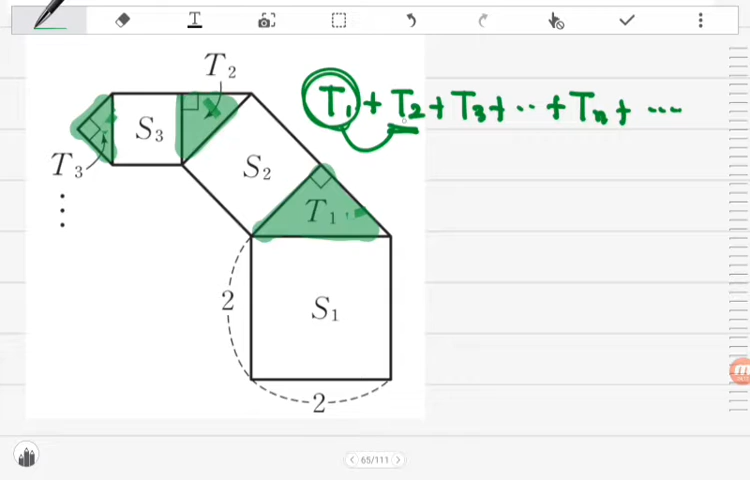 T
T₂
T₁ + T₂ + T₃ + ‥ + Tₙ + ⋯
S₃
S₂
T₃
⋮
T₁
2
S₁
2
65/111